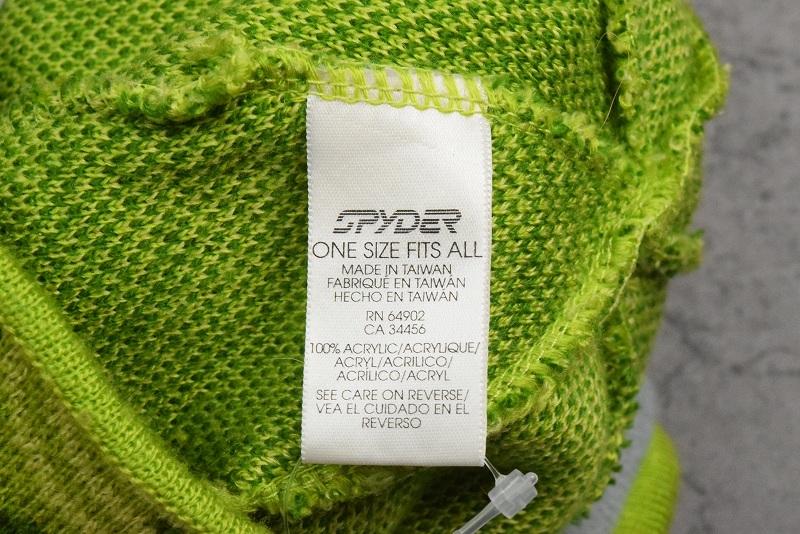 SPYDER
ONE SIZE FITS ALL
MADE IN TAIWAN
FABRIQUÉ EN TAIWAN
HECHO EN TAIWAN
RN 64902
CA 34456
100% ACRYLIC/ACRYLIQUE/
ACRYL/ACRILICO/
ACRÍLICO/ACRYL
SEE CARE ON REVERSE/
VEA EL CUIDADO EN EL
REVERSO